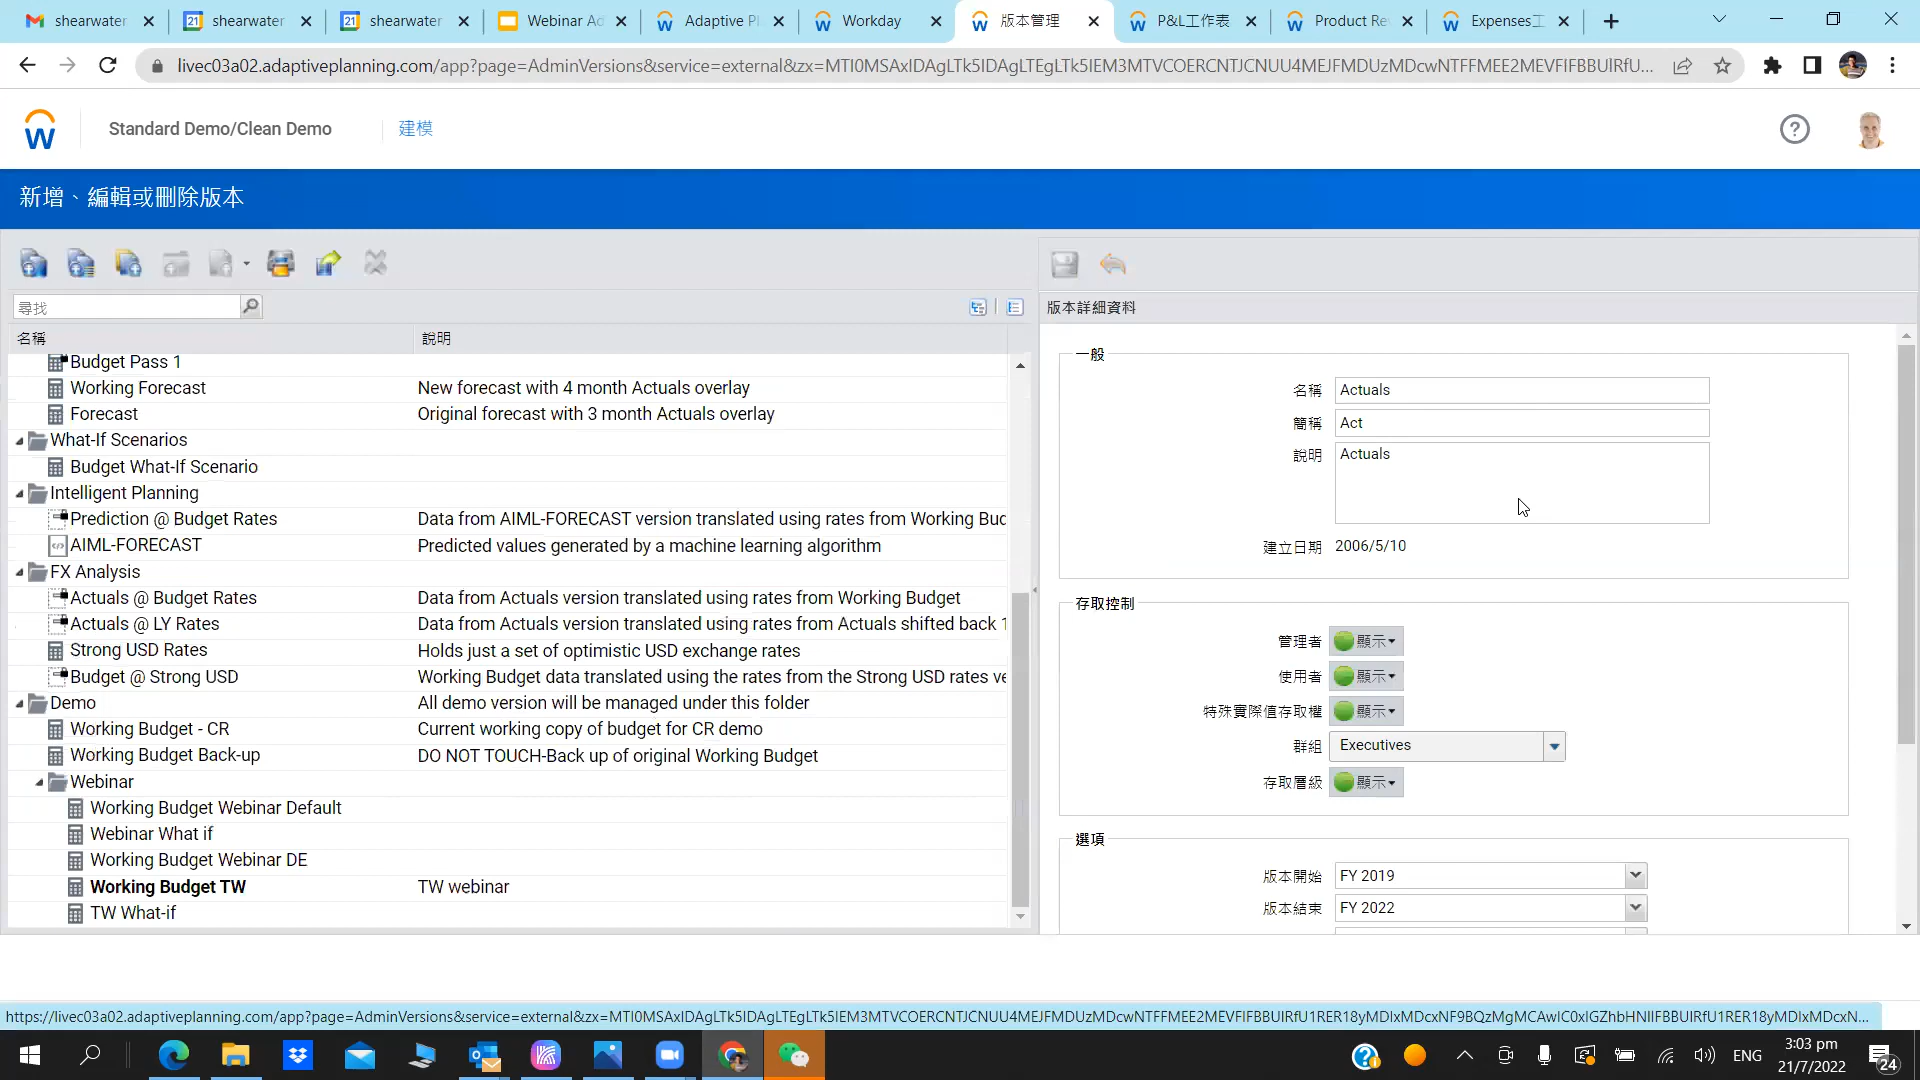 shearwater
shearwater
shearwater
Webinar Ad
Adaptive Pl
Workday
版本管理
P&L工作表
Product Re
Expenses工
livec03a02.adaptiveplanning.com/app?page=AdminVersions&service=external&zx=
Standard Demo/Clean Demo
建模
新增、編輯或刪除版本
尋找
版本詳細資料
名稱
說明
Budget Pass 1
Working Forecast
New forecast with 4 month Actuals overlay
Forecast
Original forecast with 3 month Actuals overlay
What-If Scenarios
Budget What-If Scenario
Intelligent Planning
Prediction @ Budget Rates
Data from AIML-FORECAST version translated using rates from Working Bud
AIML-FORECAST
Predicted values generated by a machine learning algorithm
FX Analysis
Actuals @ Budget Rates
Data from Actuals version translated using rates from Working Budget
Actuals @ LY Rates
Data from Actuals version translated using rates from Actuals shifted back 1
Strong USD Rates
Holds just a set of optimistic USD exchange rates
Budget @ Strong USD
Working Budget data translated using the rates from the Strong USD rates ve
Demo
All demo version will be managed under this folder
Working Budget - CR
Current working copy of budget for CR demo
Working Budget Back-up
DO NOT TOUCH-Back up of original Working Budget
Webinar
Working Budget Webinar Default
Webinar What if
Working Budget Webinar DE
Working Budget TW
TW webinar
TW What-if
一般
名稱
Actuals
簡稱
Act
說明
Actuals
建立日期
2006/5/10
存取控制
管理者
顯示
使用者
顯示
特殊實際值存取權
顯示
群組
Executives
存取層級
顯示
選項
版本開始
FY 2019
版本結束
FY 2022
https://livec03a02.adaptiveplanning.com/app?page=AdminVersions&service=external&zx=
ENG
3:03 pm
21/7/2022
24